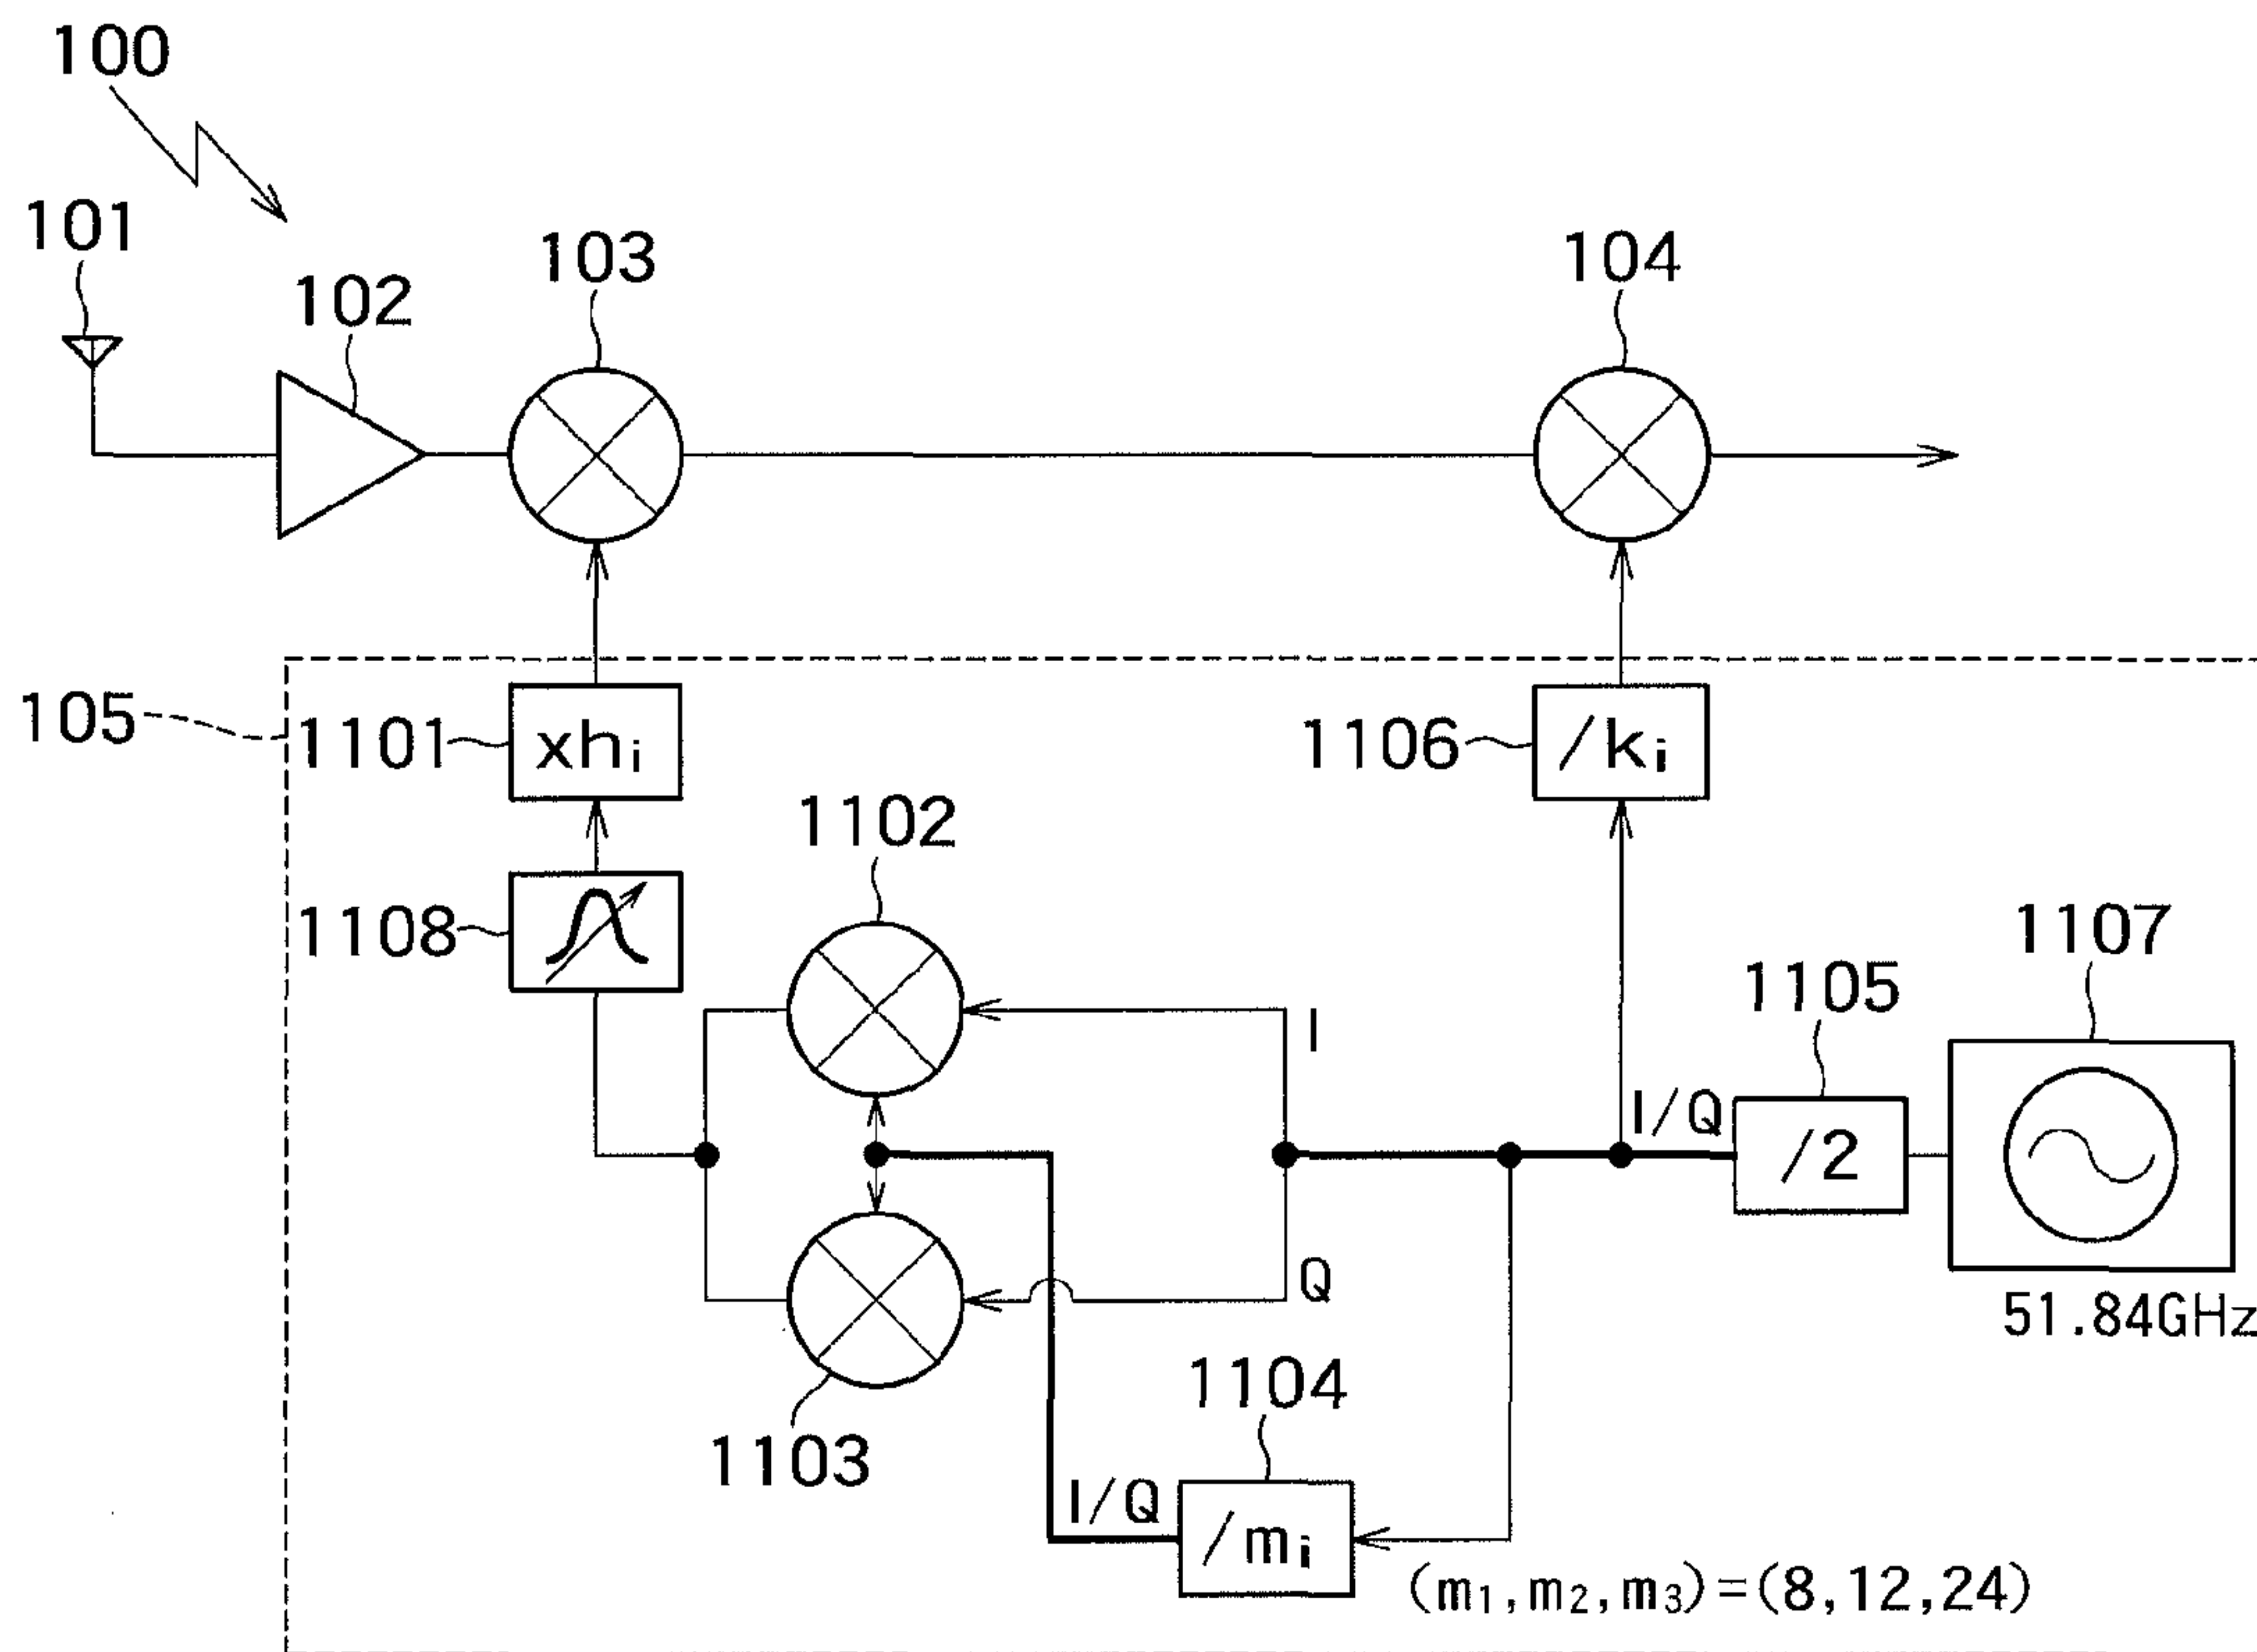 100
101
102
103
104
105
1101
xhi
1106
/ki
1102
1108
1107
1105
I
I/Q
/2
Q
51.84GHz
1104
1103
I/Q
/mi
(m1,m2,m3)=(8,12,24)